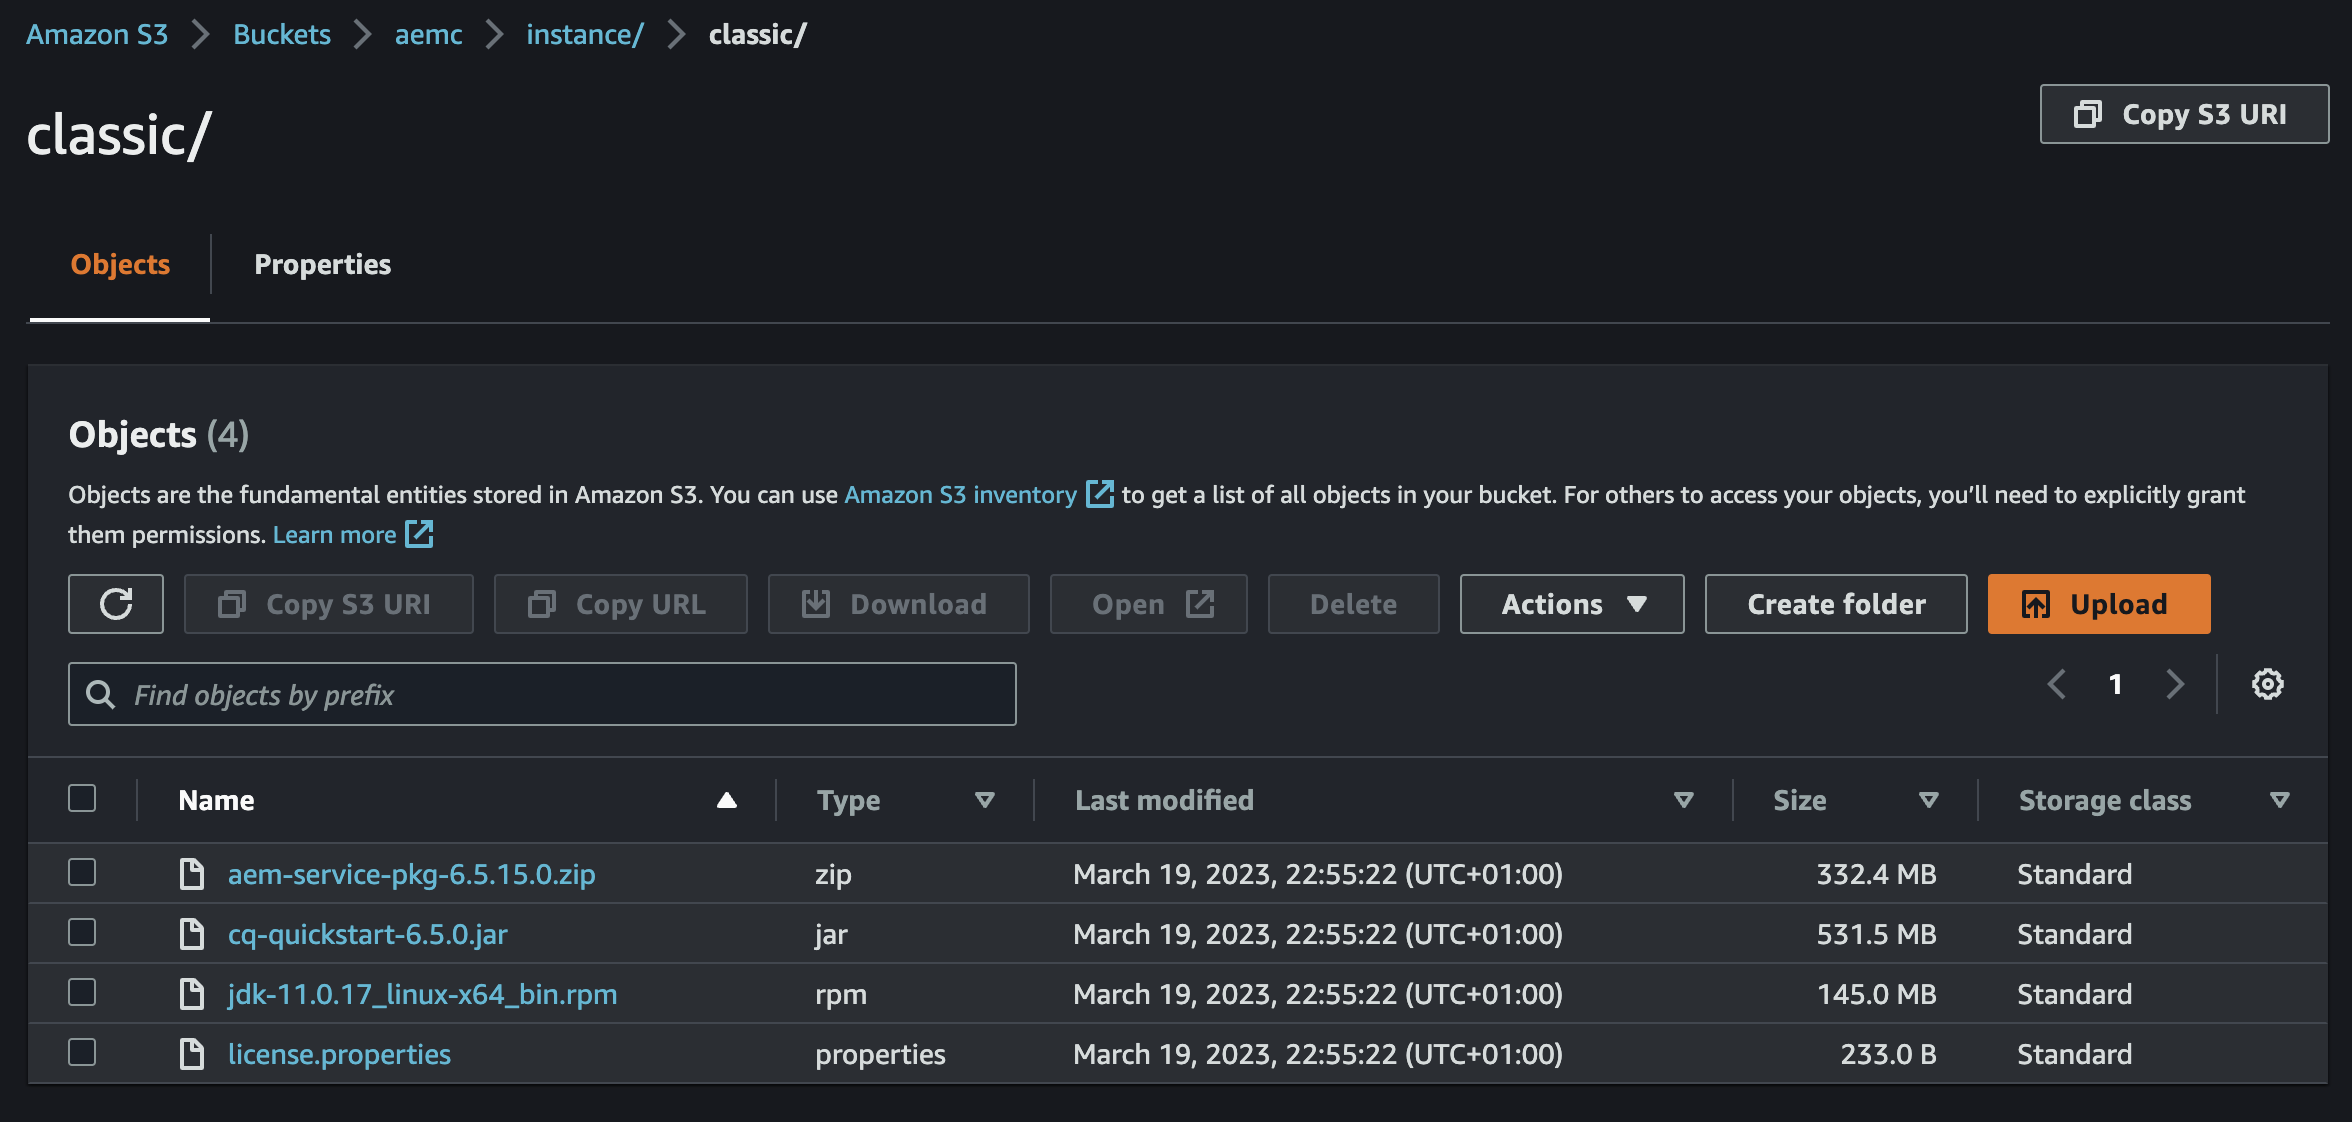 Amazon S3 Buckets aemc instance/ classic/
classic/
Copy S3 URI
Objects Properties
Objects (4)
Objects are the fundamental entities stored in Amazon S3. You can use Amazon S3 inventory to get a list of all objects in your bucket. For others to access your objects, you’ll need to explicitly grant
them permissions. Learn more
Copy S3 URI Copy URL Download Open Delete Actions Create folder Upload
Find objects by prefix
1
Name Type Last modified Size Storage class
aem-service-pkg-6.5.15.0.zip zip March 19, 2023, 22:55:22 (UTC+01:00) 332.4 MB Standard
cq-quickstart-6.5.0.jar jar March 19, 2023, 22:55:22 (UTC+01:00) 531.5 MB Standard
jdk-11.0.17_linux-x64_bin.rpm rpm March 19, 2023, 22:55:22 (UTC+01:00) 145.0 MB Standard
license.properties properties March 19, 2023, 22:55:22 (UTC+01:00) 233.0 B Standard